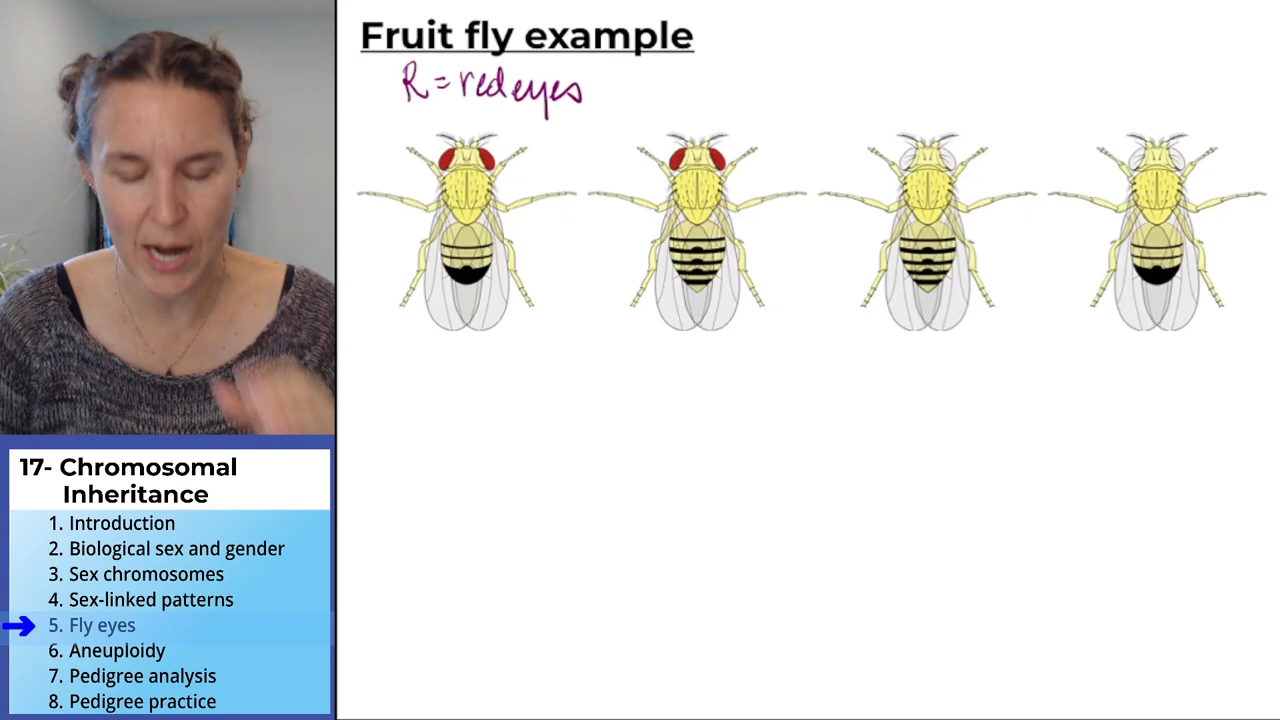 Fruit fly example
R = red eyes
17- Chromosomal
Inheritance
1. Introduction
2. Biological sex and gender
3. Sex chromosomes
4. Sex-linked patterns
5. Fly eyes
6. Aneuploidy
7. Pedigree analysis
8. Pedigree practice